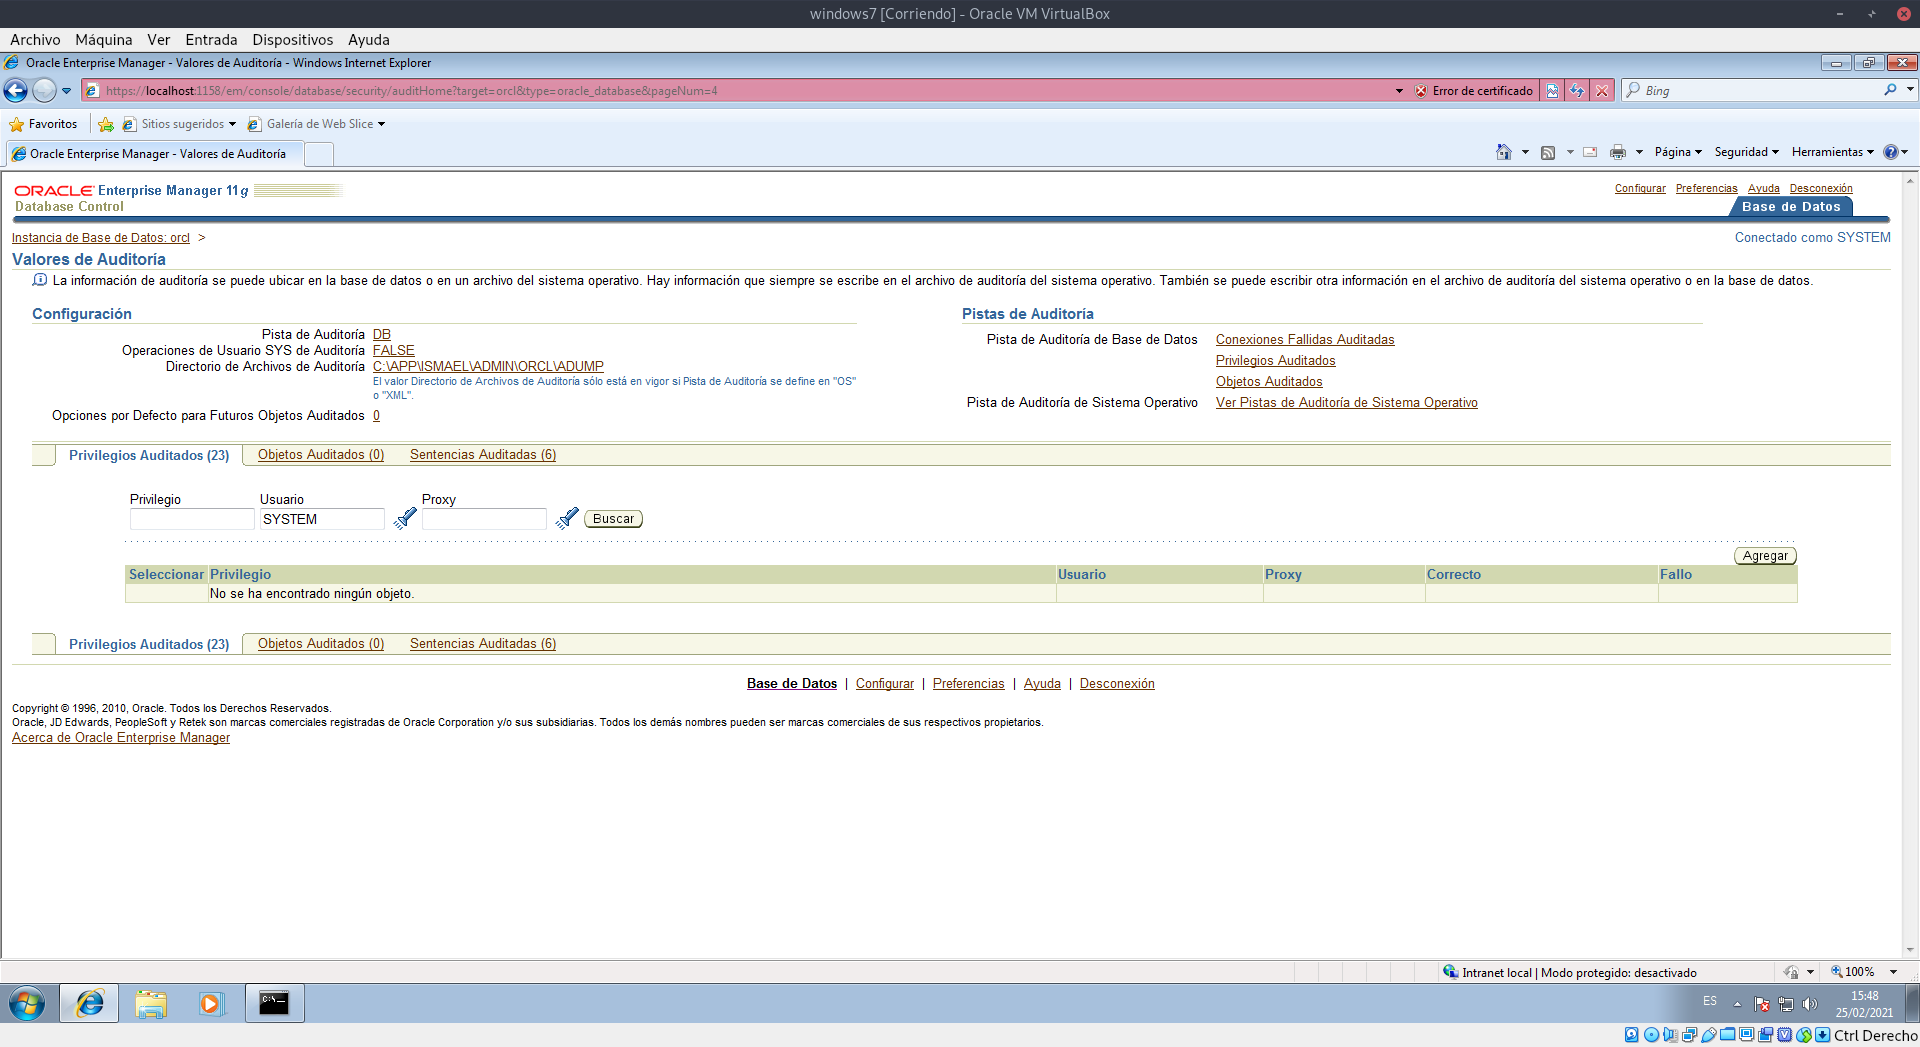 windows7 [Corriendo] - Oracle VM VirtualBox
Archivo Máquina Ver Entrada Dispositivos Ayuda
Oracle Enterprise Manager - Valores de Auditoría - Windows Internet Explorer
https://localhost:1158/em/console/database/security/auditHome?target=orcl&type=oracle_database&pageNum=4
Error de certificado
Bing
Favoritos Sitios sugeridos Galería de Web Slice
Oracle Enterprise Manager - Valores de Auditoría
Página Seguridad Herramientas
ORACLE Enterprise Manager 11g
Database Control
Configurar Preferencias Ayuda Desconexión
Base de Datos
Instancia de Base de Datos: orcl >
Conectado como SYSTEM
Valores de Auditoría
La información de auditoría se puede ubicar en la base de datos o en un archivo del sistema operativo. Hay información que siempre se escribe en el archivo de auditoría del sistema operativo. También se puede escribir otra información en el archivo de auditoría del sistema operativo o en la base de datos.
Configuración
Pista de Auditoría DB
Operaciones de Usuario SYS de Auditoría FALSE
Directorio de Archivos de Auditoría C:\APP\ISMAEL\ADMIN\ORCL\ADUMP
El valor Directorio de Archivos de Auditoría sólo está en vigor si Pista de Auditoría se define en "OS"
o "XML".
Opciones por Defecto para Futuros Objetos Auditados 0
Pistas de Auditoría
Pista de Auditoría de Base de Datos Conexiones Fallidas Auditadas
Privilegios Auditados
Objetos Auditados
Pista de Auditoría de Sistema Operativo Ver Pistas de Auditoría de Sistema Operativo
Privilegios Auditados (23) Objetos Auditados (0) Sentencias Auditadas (6)
Privilegio Usuario Proxy
SYSTEM Buscar
Agregar
Seleccionar Privilegio Usuario Proxy Correcto Fallo
No se ha encontrado ningún objeto.
Privilegios Auditados (23) Objetos Auditados (0) Sentencias Auditadas (6)
Base de Datos | Configurar | Preferencias | Ayuda | Desconexión
Copyright © 1996, 2010, Oracle. Todos los Derechos Reservados.
Oracle, JD Edwards, PeopleSoft y Retek son marcas comerciales registradas de Oracle Corporation y/o sus subsidiarias. Todos los demás nombres pueden ser marcas comerciales de sus respectivos propietarios.
Acerca de Oracle Enterprise Manager
Intranet local | Modo protegido: desactivado
100%
ES
15:48
25/02/2021
Ctrl Derecho